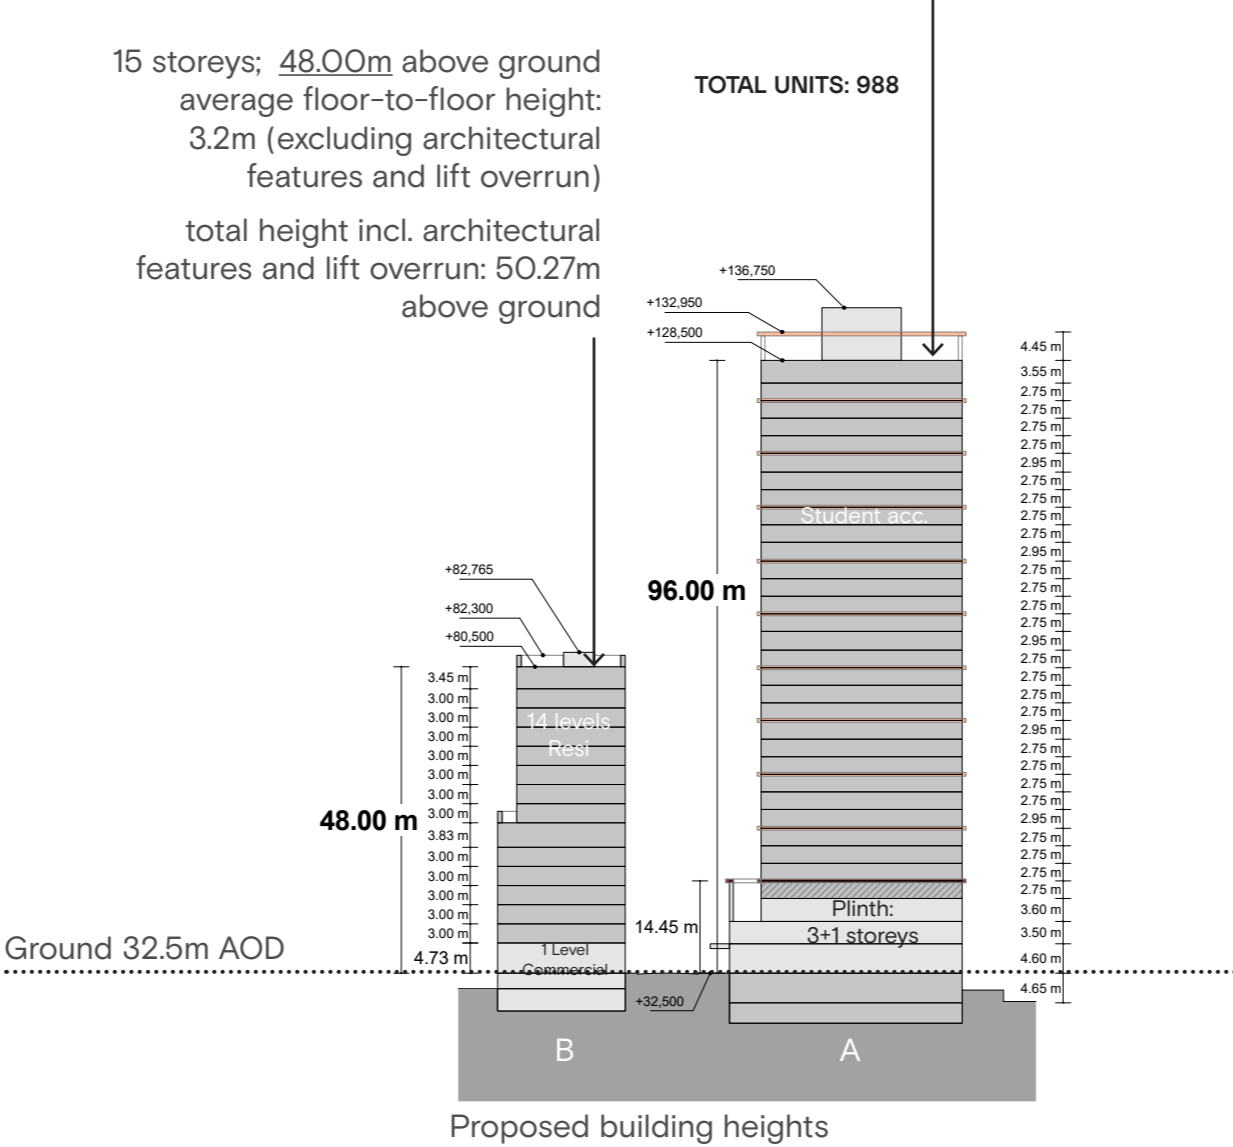 15 storeys; 48.00m above ground
average floor-to-floor height:
3.2m (excluding architectural
features and lift overrun)
total height incl. architectural
features and lift overrun: 50.27m
above ground
TOTAL UNITS: 988
+136,750
+132,950
+128,500
96.00 m
Student acc.
4.45 m
3.55 m
2.75 m
2.75 m
2.75 m
2.75 m
2.95 m
2.75 m
2.75 m
2.75 m
2.75 m
2.95 m
2.75 m
2.75 m
2.75 m
2.75 m
2.95 m
2.75 m
2.75 m
2.75 m
2.75 m
2.95 m
2.75 m
2.75 m
2.75 m
2.75 m
2.95 m
2.75 m
2.75 m
2.75 m
2.75 m
3.60 m
3.50 m
4.60 m
4.65 m
+82,765
+82,300
+80,500
14 levels
Resi
48.00 m
3.45 m
3.00 m
3.00 m
3.00 m
3.00 m
3.00 m
3.00 m
3.00 m
3.83 m
3.00 m
3.00 m
3.00 m
3.00 m
3.00 m
4.73 m
1 Level
Commercial
14.45 m
Plinth:
3+1 storeys
Ground 32.5m AOD
+32,500
B
A
Proposed building heights